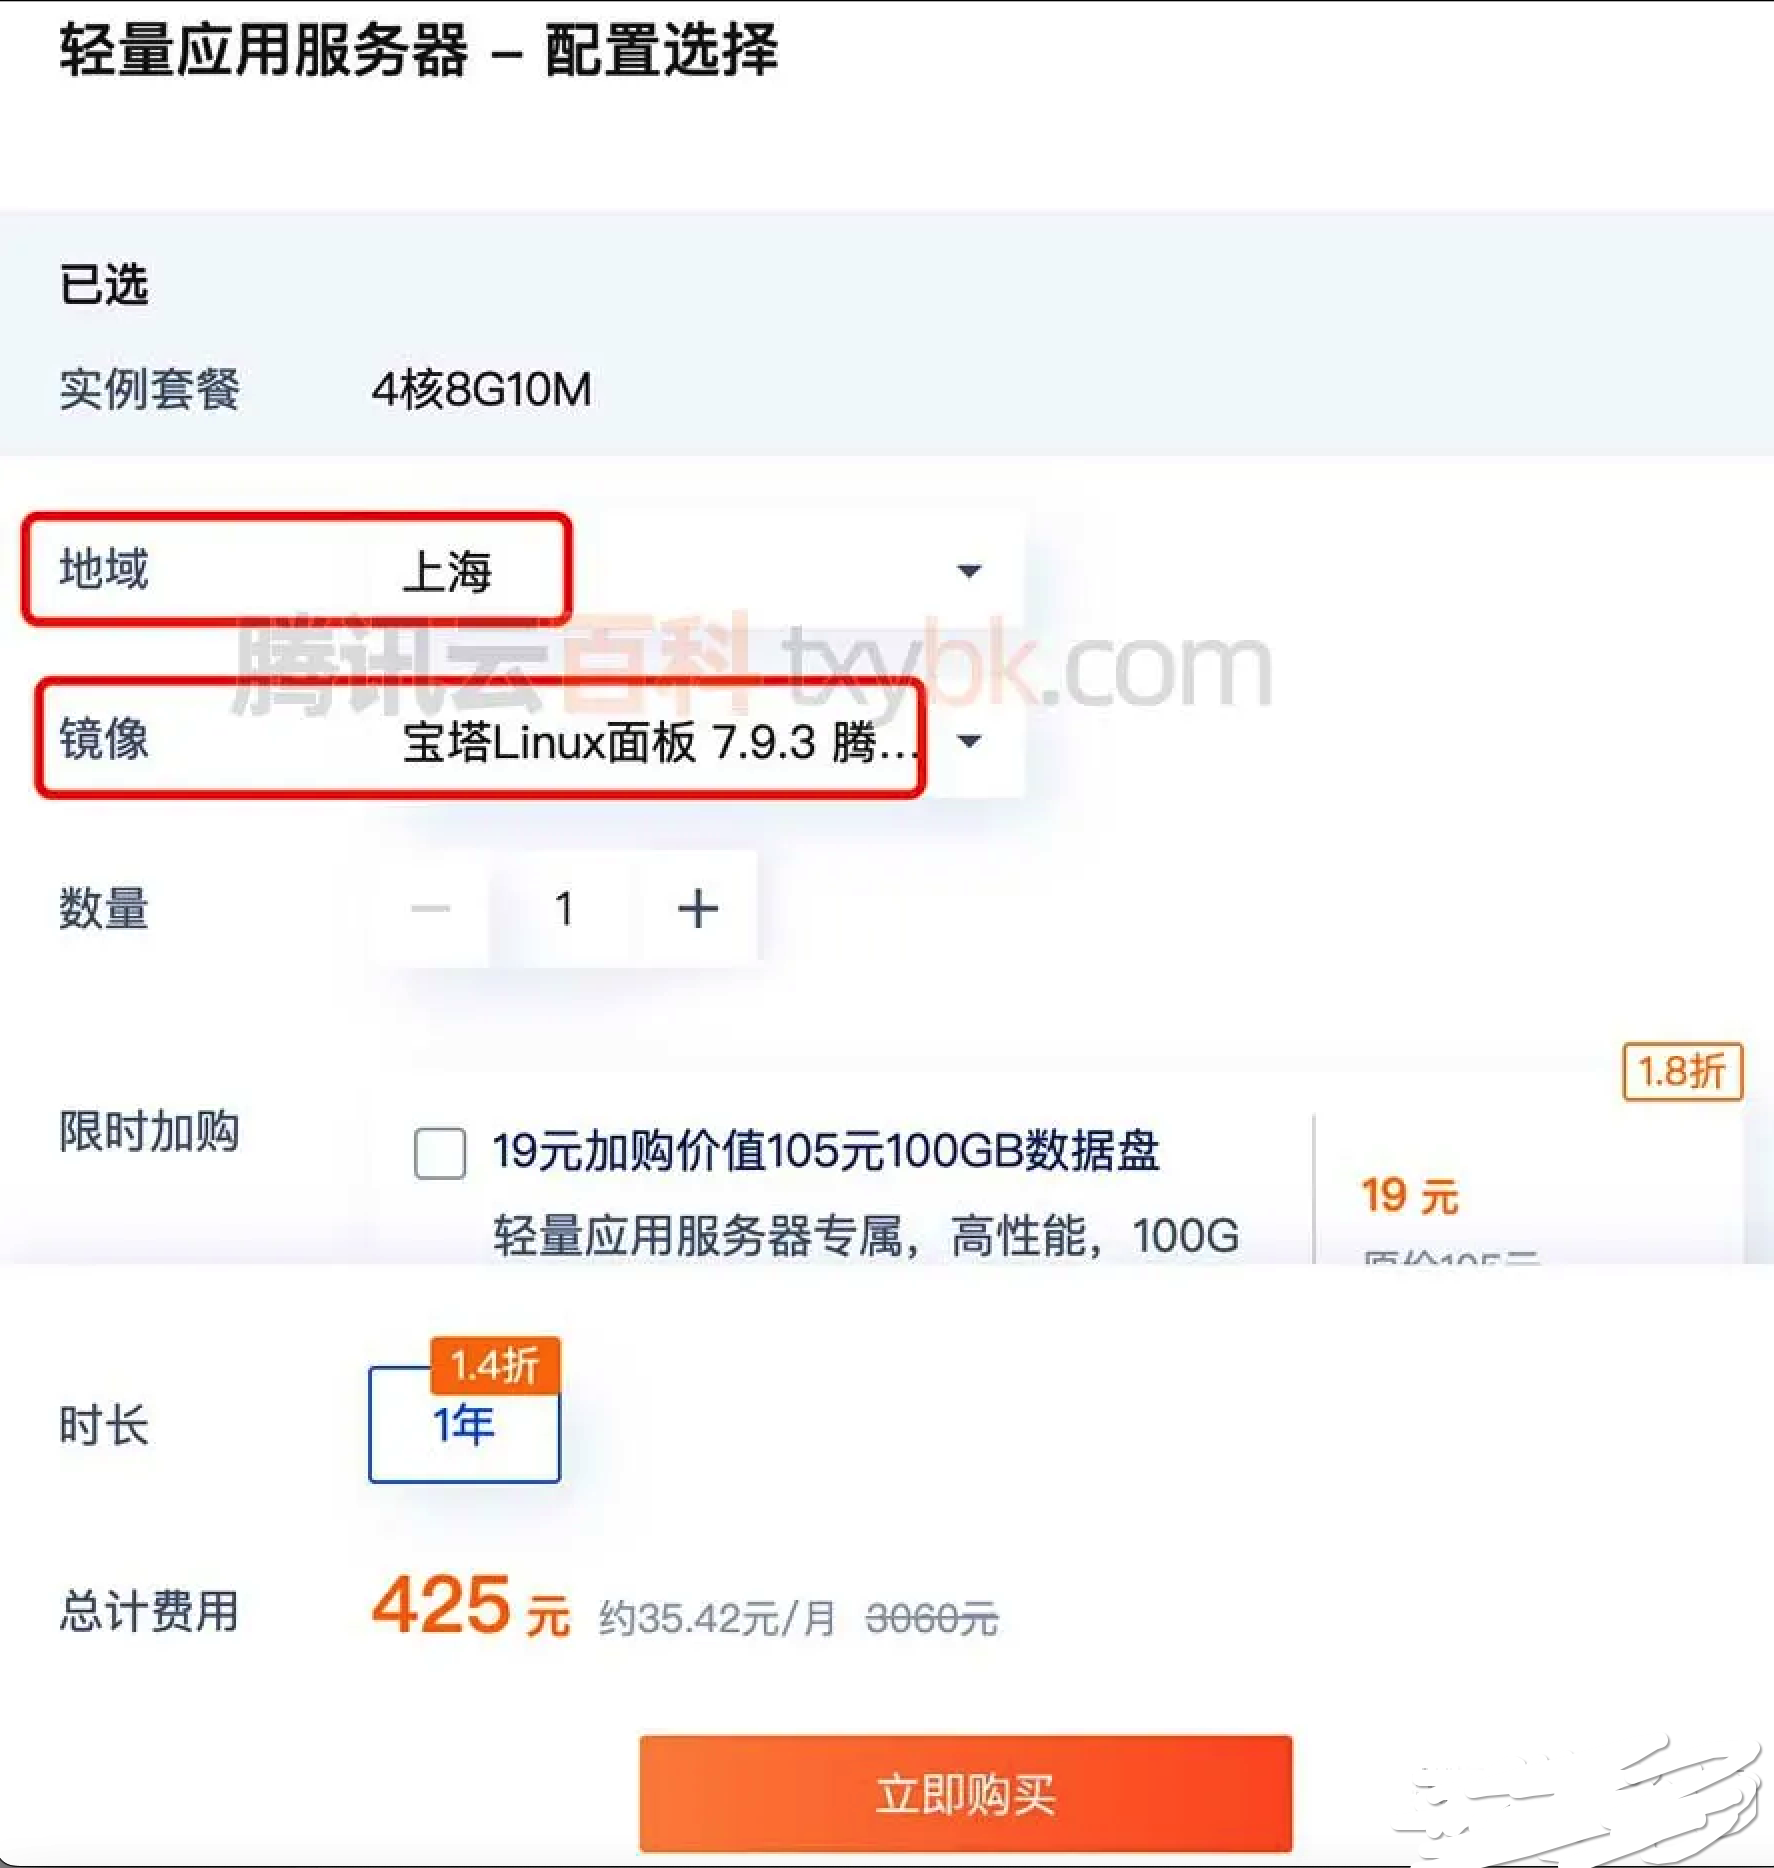 轻量应用服务器 – 配置选择
已选
实例套餐 4核8G10M
地域 上海
腾讯云百科 txybk.com
镜像 宝塔Linux面板 7.9.3 腾...
数量 1
1.8折
限时加购 19元加购价值105元100GB数据盘
19 元
轻量应用服务器专属，高性能，100G
原价105元
1.4折
时长 1年
总计费用 425 元 约35.42元/月 3060元
立即购买